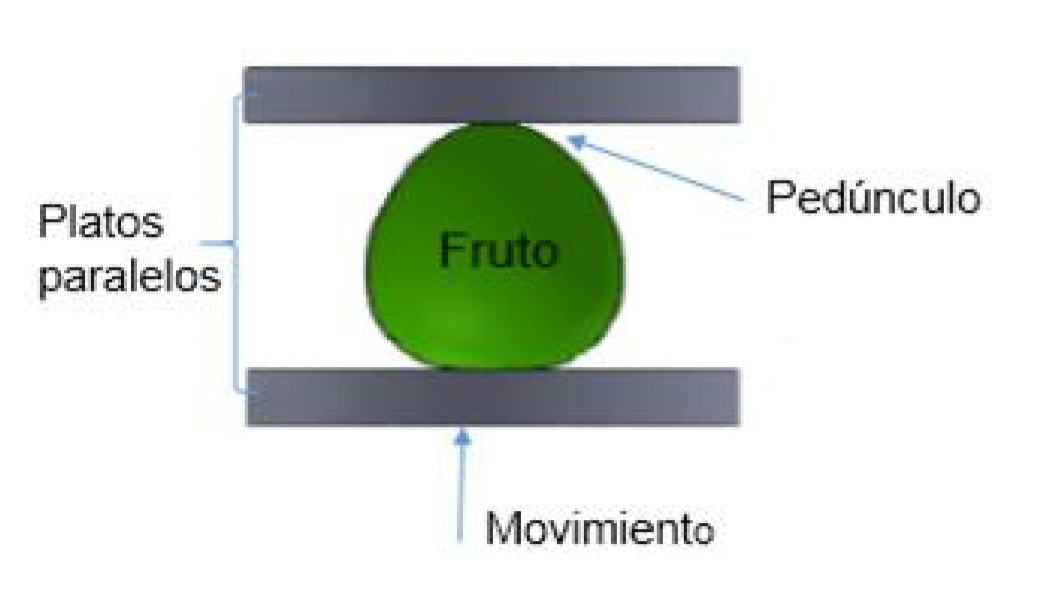 Pedúnculo
Platos
paralelos
Fruto
Movimiento